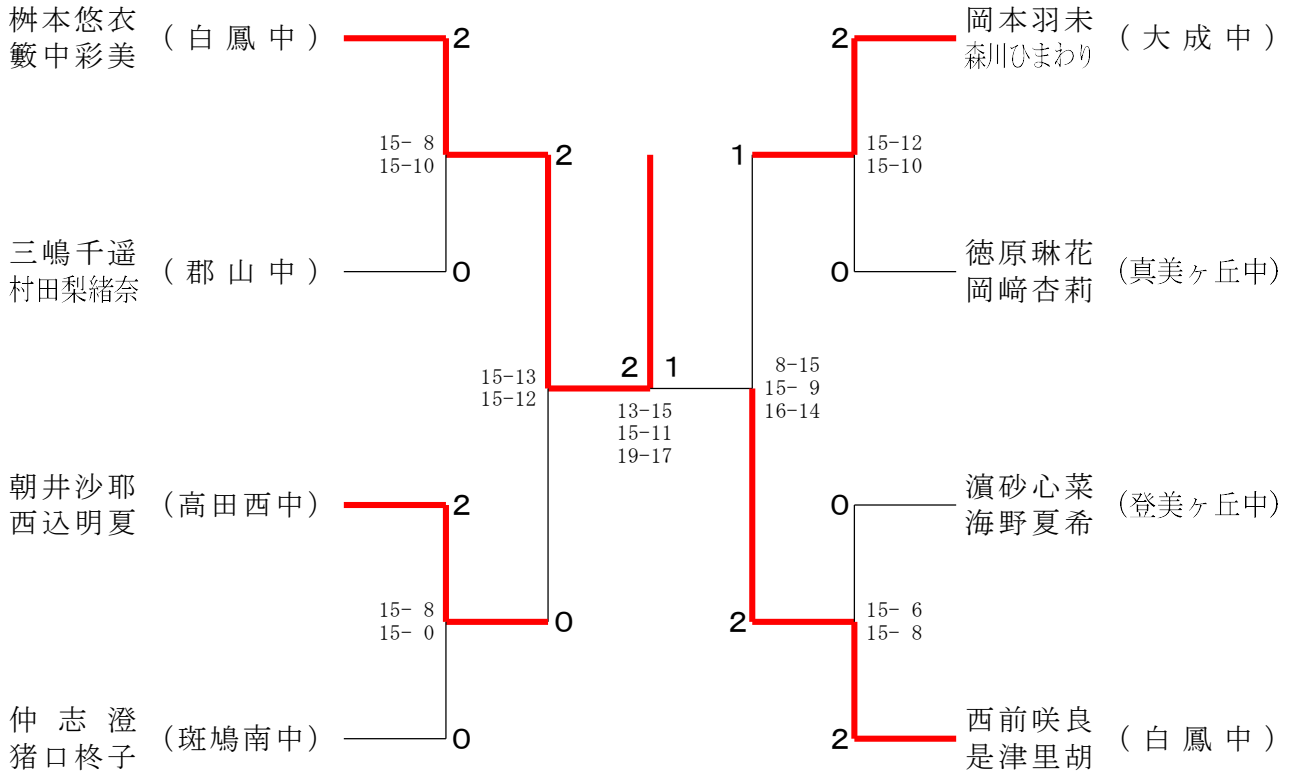 桝本悠衣
籔中彩美
(白鳳中)
2
2
岡本羽未
森川ひまわり
(大成中)
15- 8
15-10
2
1
15-12
15-10
三嶋千遥
村田梨緒奈
(郡山中)
0
0
徳原琳花
岡﨑杏莉
(真美ヶ丘中)
15-13
15-12
2 1
13-15
15-11
19-17
8-15
15- 9
16-14
朝井沙耶
西込明夏
(高田西中)
2
0
濵砂心菜
海野夏希
(登美ヶ丘中)
15- 8
15- 0
0
2
15- 6
15- 8
仲志澄
猪口柊子
(斑鳩南中)
0
2
西前咲良
是津里胡
(白鳳中)